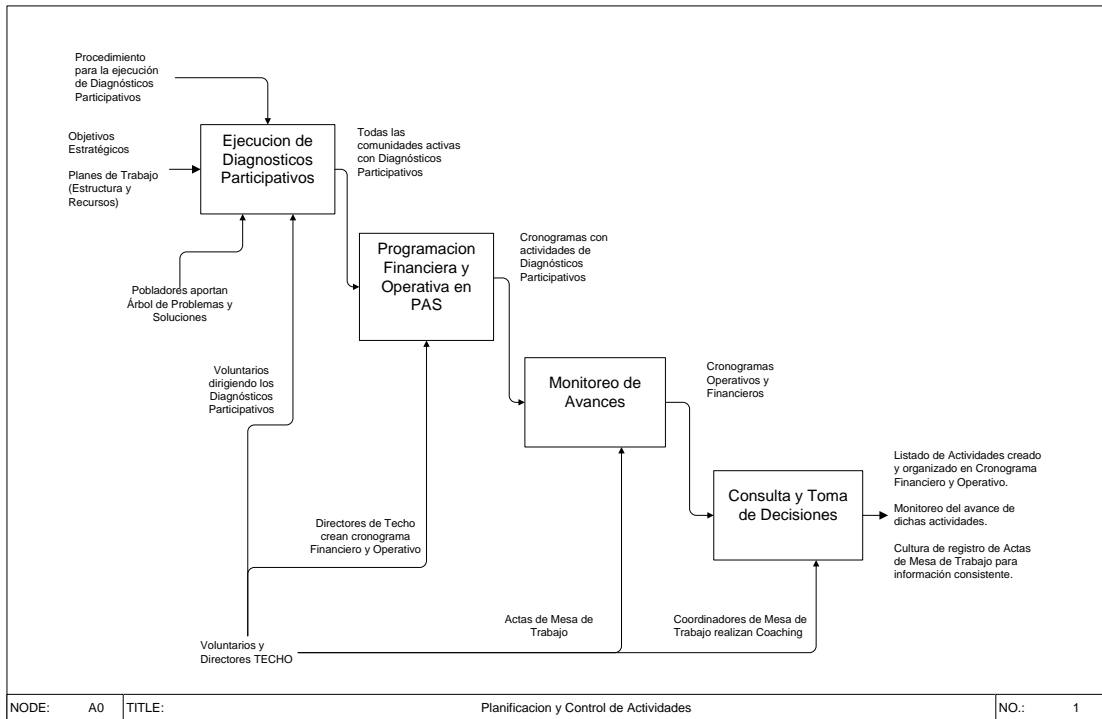 Procedimiento
para la ejecución
de Diagnósticos
Participativos
Objetivos
Estratégicos
Planes de Trabajo
(Estructura y
Recursos)
Ejecucion de
Diagnosticos
Participativos
Todas las
comunidades activas
con Diagnósticos
Participativos
Pobladores aportan
Árbol de Problemas y
Soluciones
Programacion
Financiera y
Operativa en
PAS
Cronogramas con
actividades de
Diagnósticos
Participativos
Voluntarios
dirigiendo los
Diagnósticos
Participativos
Monitoreo de
Avances
Cronogramas
Operativos y
Financieros
Consulta y Toma
de Decisiones
Listado de Actividades creado
y organizado en Cronograma
Financiero y Operativo.
Monitoreo del avance de
dichas actividades.
Cultura de registro de Actas
de Mesa de Trabajo para
información consistente.
Directores de Techo
crean cronograma
Financiero y Operativo
Voluntarios y
Directores TECHO
Actas de Mesa de
Trabajo
Coordinadores de Mesa de
Trabajo realizan Coaching
NODE: A0 TITLE: Planificacion y Control de Actividades NO.: 1